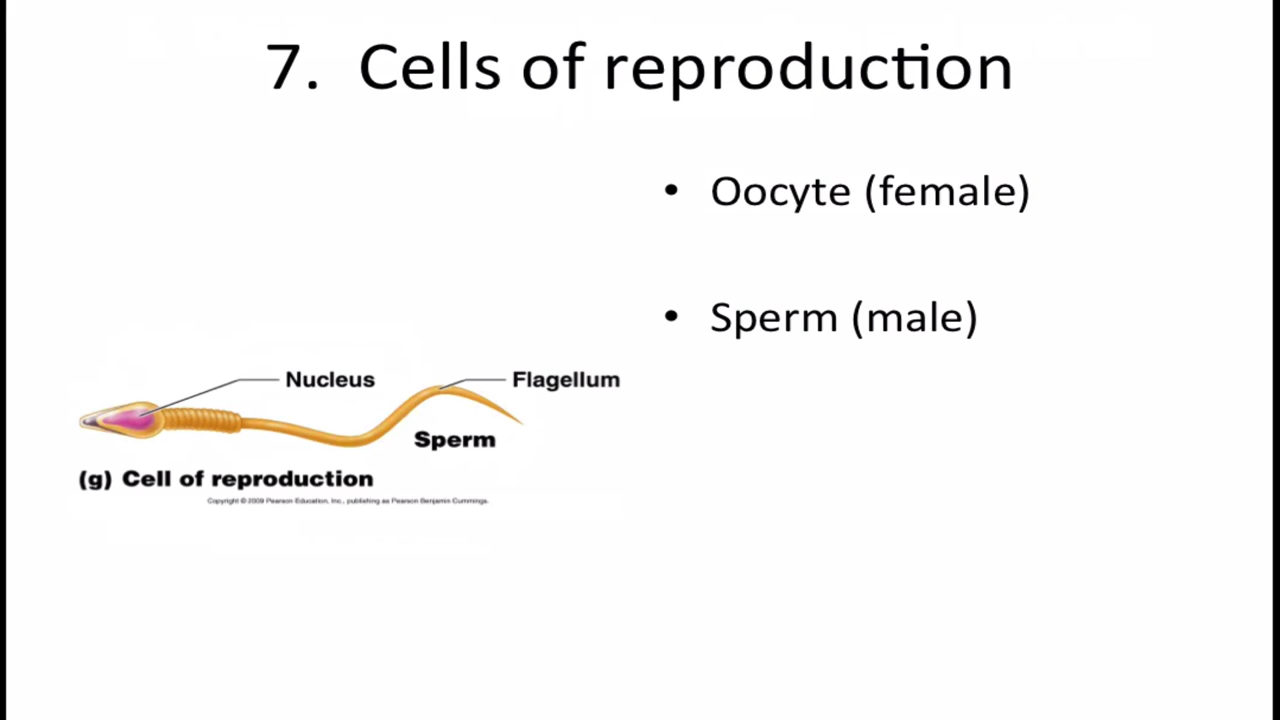 7. Cells of reproduction
• Oocyte (female)
• Sperm (male)
Nucleus
Flagellum
Sperm
(g) Cell of reproduction
Copyright © 2009 Pearson Education, Inc., publishing as Pearson Benjamin Cummings.